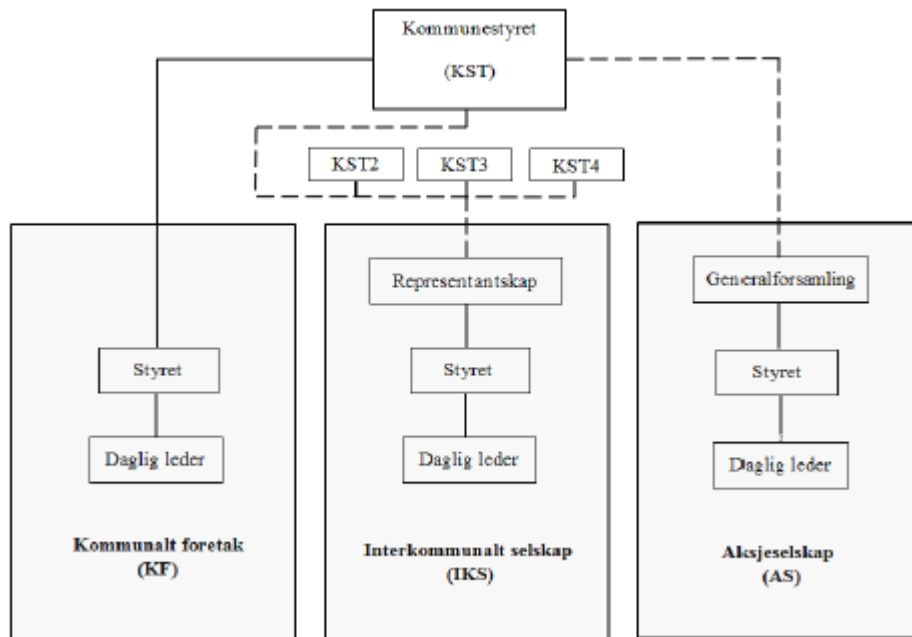 Kommunestyret
(KST)
KST2
KST3
KST4
Representantskap
Generalforsamling
Styret
Styret
Styret
Daglig leder
Daglig leder
Daglig leder
Kommunalt foretak
(KF)
Interkommunalt selskap
(IKS)
Aksjeselskap
(AS)